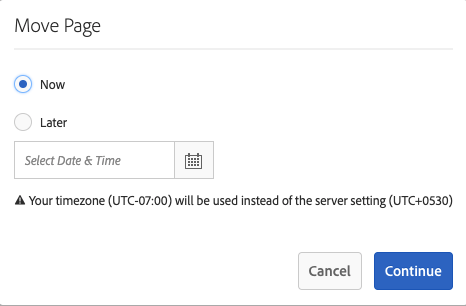 Move Page
Now
Later
Select Date & Time
Your timezone (UTC-07:00) will be used instead of the server setting (UTC+0530)
Cancel Continue